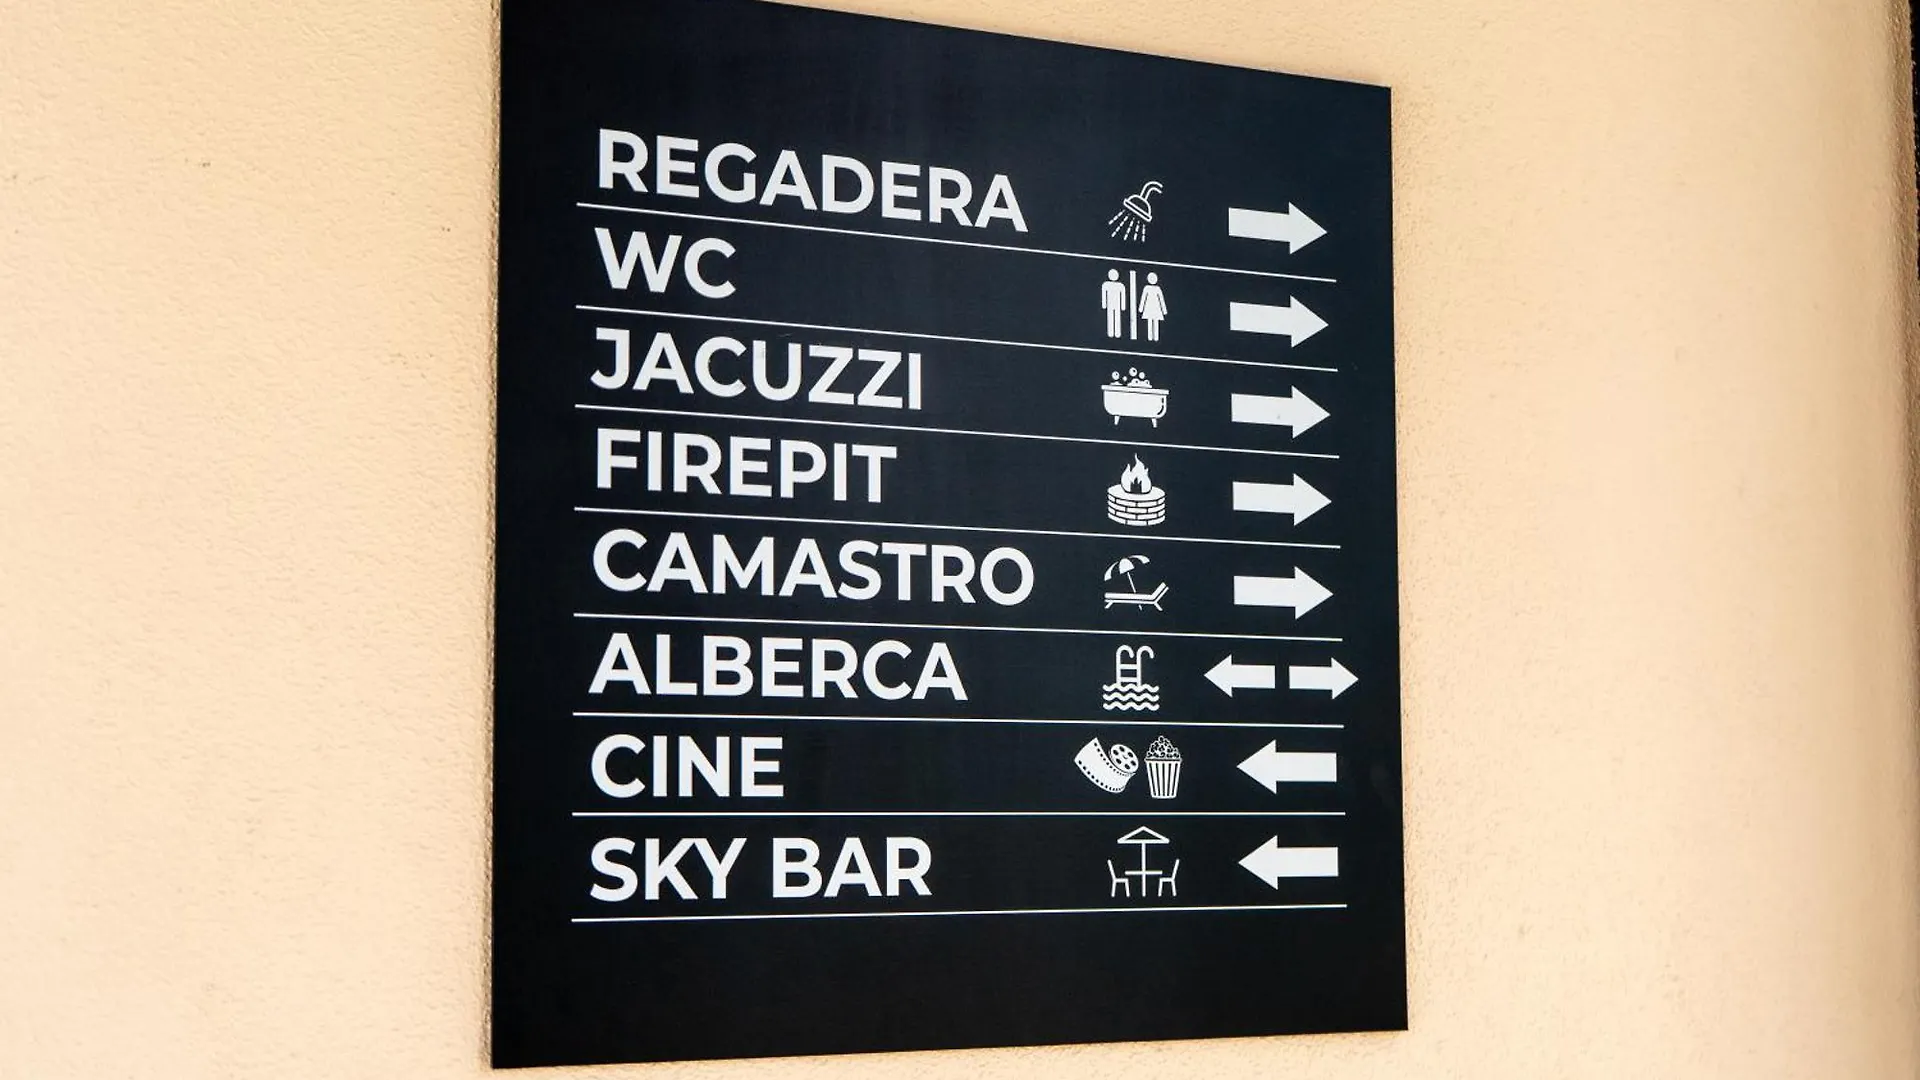 REGADERA
WC
JACUZZI
FIREPIT
CAMASTRO
ALBERCA
CINE
SKY BAR